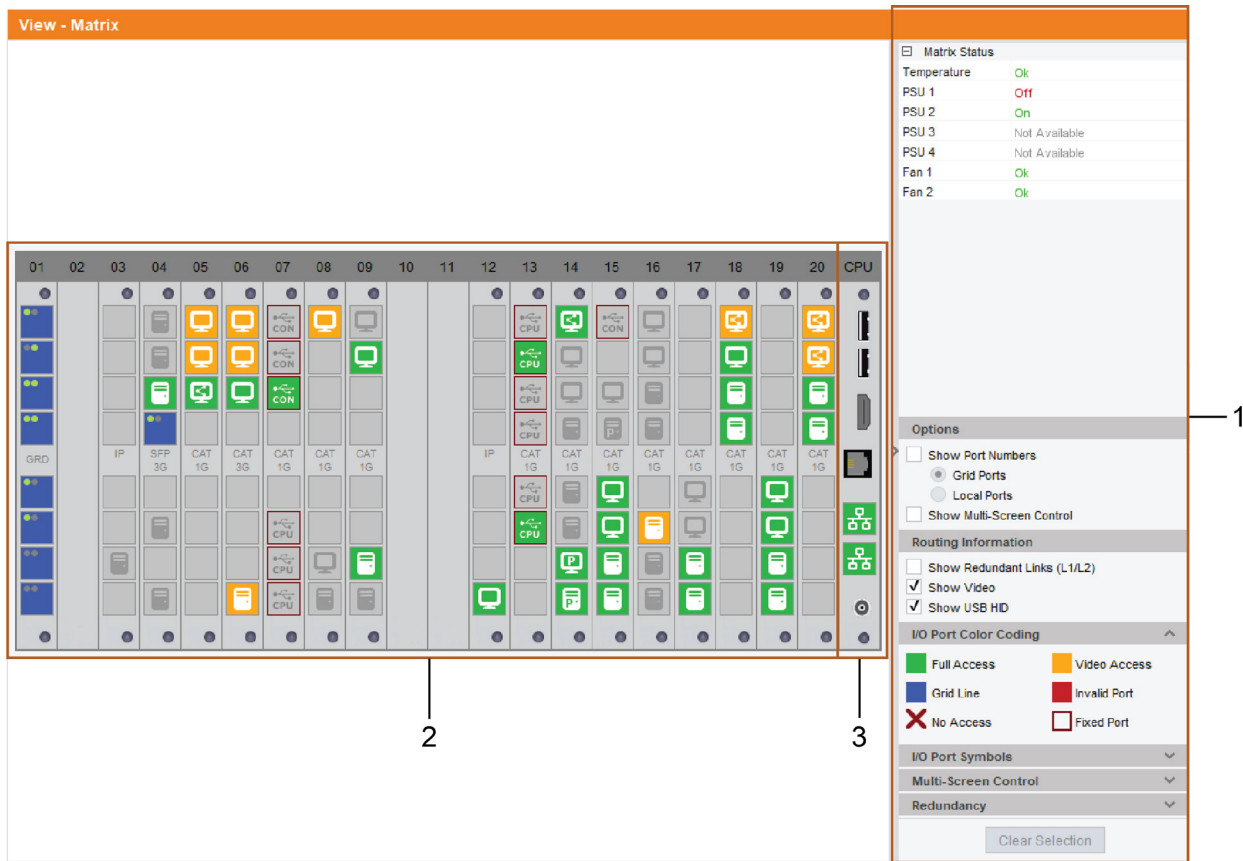 View - Matrix
Matrix Status
Temperature Ok
PSU 1 Off
PSU 2 On
PSU 3 Not Available
PSU 4 Not Available
Fan 1 Ok
Fan 2 Ok
01 02 03 04 05 06 07 08 09 10 11 12 13 14 15 16 17 18 19 20 CPU
CON CPU CON
CON CPU
CON CPU
CPU P
GRD IP SFP 3G CAT 1G CAT 3G CAT 1G CAT 1G CAT 1G IP CAT 1G CAT 1G CAT 1G CAT 1G CAT 1G CAT 1G CAT 1G CAT 1G
CPU
CPU CPU
CPU P
CPU P
Options
Show Port Numbers
Grid Ports
Local Ports
Show Multi-Screen Control
Routing Information
Show Redundant Links (L1/L2)
Show Video
Show USB HID
I/O Port Color Coding
Full Access Video Access
Grid Line Invalid Port
No Access Fixed Port
I/O Port Symbols
Multi-Screen Control
Redundancy
Clear Selection
1
2
3